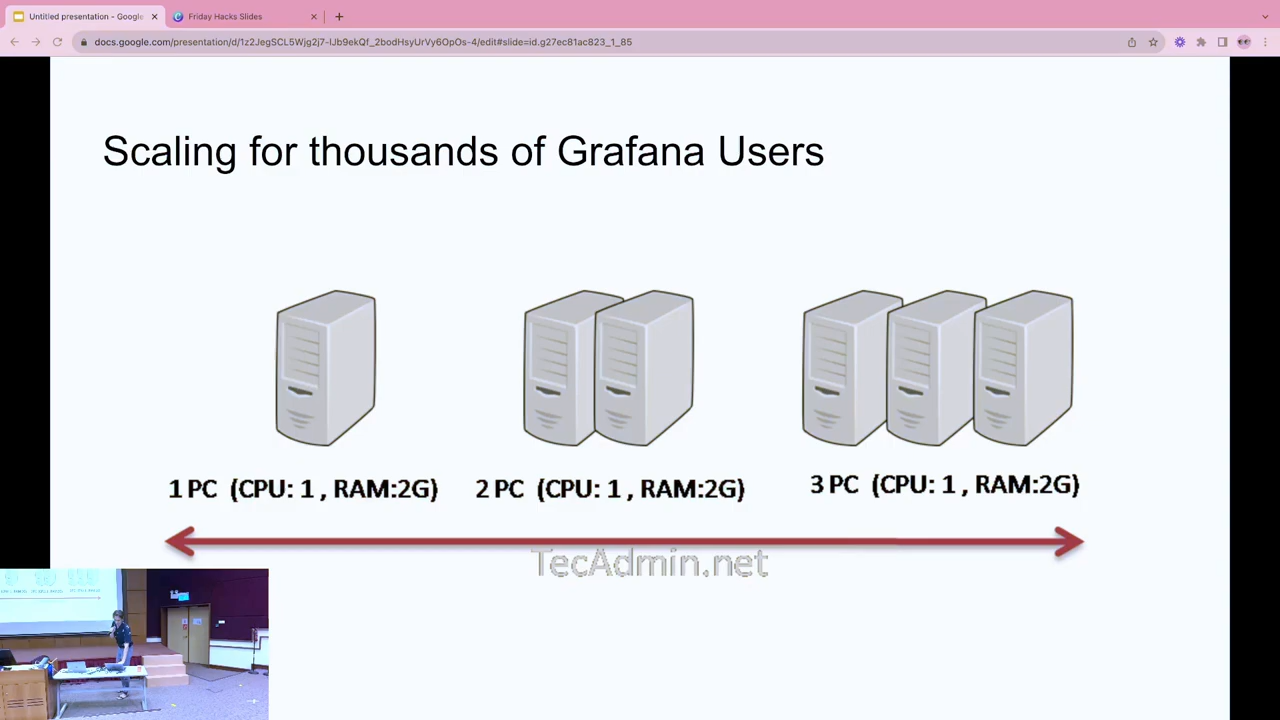 Untitled presentation - Google
Friday Hacks Slides
docs.google.com/presentation/d/1z2JegSCL5Wjg2j7-IJb9ekQf_2bodHsyUrVy6OpOs-4/edit#slide=id.g27ec81ac823_1_85
Scaling for thousands of Grafana Users
1 PC (CPU: 1 , RAM:2G)
2 PC (CPU: 1 , RAM:2G)
3 PC (CPU: 1 , RAM:2G)
TecAdmin.net